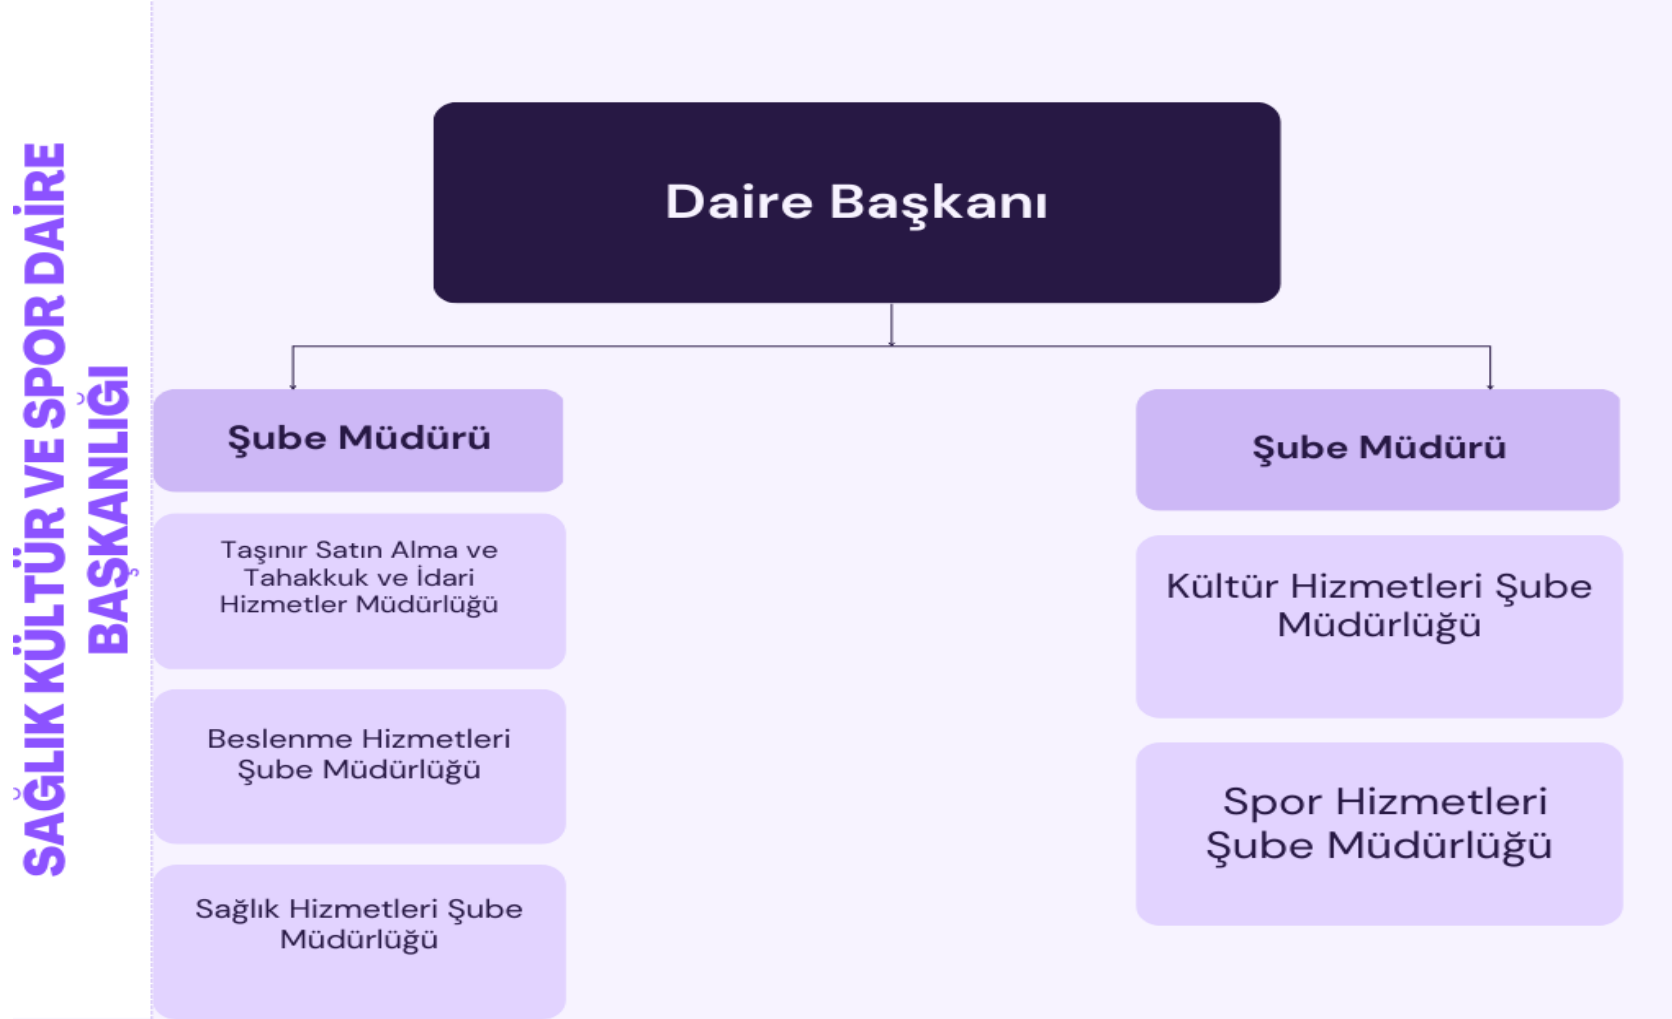 SAĞLIK KÜLTÜR VE SPOR DAİRE
BAŞKANLIĞI
Daire Başkanı
Şube Müdürü
Taşınır Satın Alma ve
Tahakkuk ve İdari
Hizmetler Müdürlüğü
Beslenme Hizmetleri
Şube Müdürlüğü
Sağlık Hizmetleri Şube
Müdürlüğü
Şube Müdürü
Kültür Hizmetleri Şube
Müdürlüğü
Spor Hizmetleri
Şube Müdürlüğü